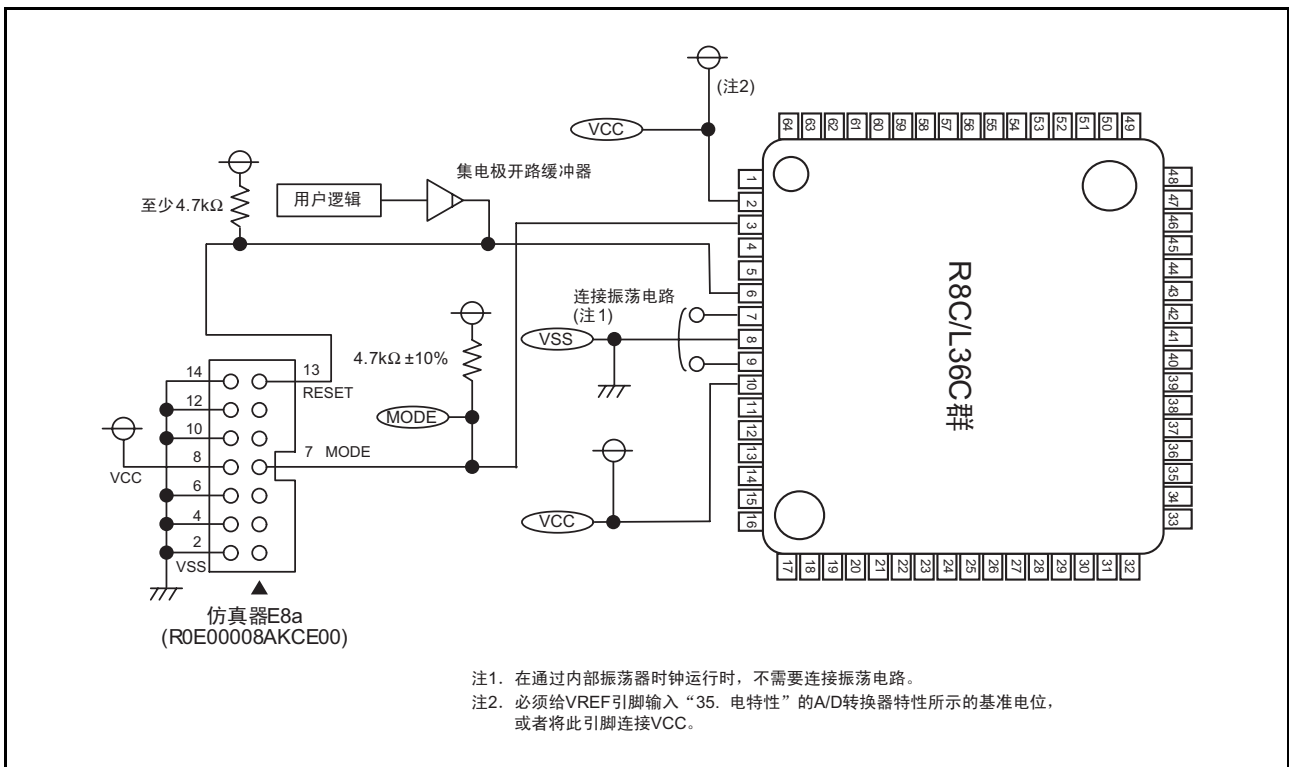 (注2)
VCC
64 63 62 61 60 59 58 57 56 55 54 53 52 51 50 49
集电极开路缓冲器
用户逻辑
至少4.7kΩ
1
2
3
4
5
6
7
8
9
10
11
12
13
14
15
16
48
47
46
45
44
43
42
41
40
39
38
37
36
35
34
33
R8C/L36C群
连接振荡电路
(注1)
VSS
4.7kΩ ±10%
MODE
VCC
14
13
RESET
12
10
8
7 MODE
VCC
6
4
2
VSS
17 18 19 20 21 22 23 24 25 26 27 28 29 30 31 32
仿真器E8a
(R0E00008AKCE00)
注1. 在通过内部振荡器时钟运行时，不需要连接振荡电路。
注2. 必须给VREF引脚输入“35. 电特性”的A/D转换器特性所示的基准电位，
或者将此引脚连接VCC。